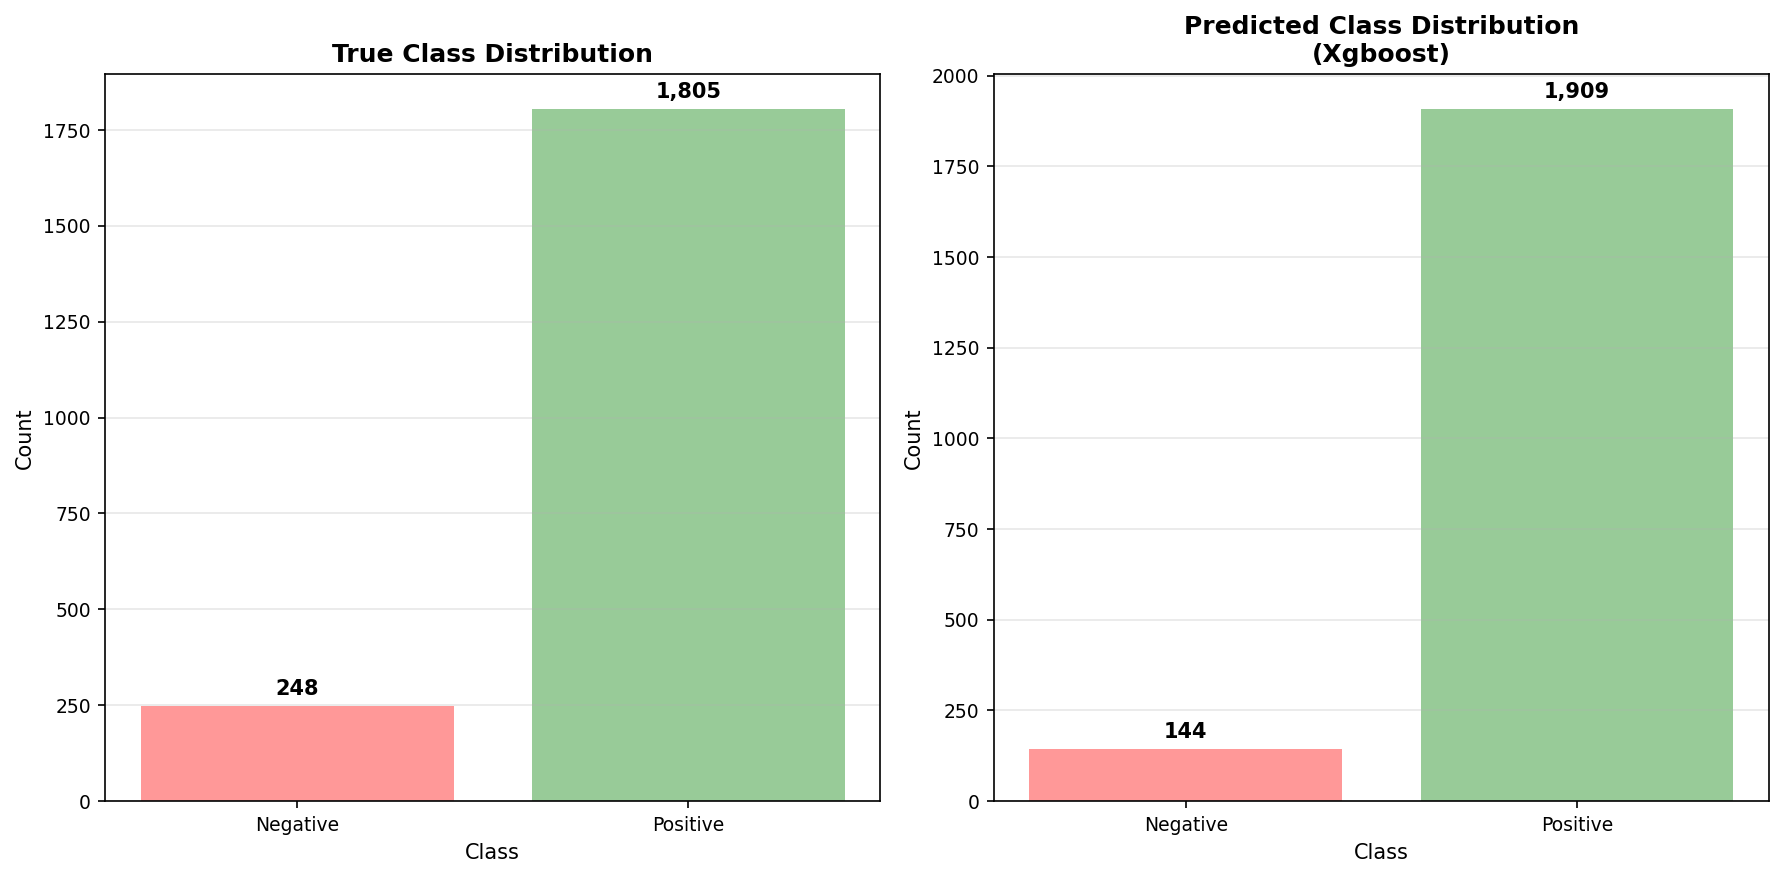 True Class Distribution
1,805
1750
1500
1250
1000
750
500
250
0
248
Count
Negative
Positive
Class
Predicted Class Distribution
(Xgboost)
2000
1,909
1750
1500
1250
1000
750
500
250
0
144
Count
Negative
Positive
Class